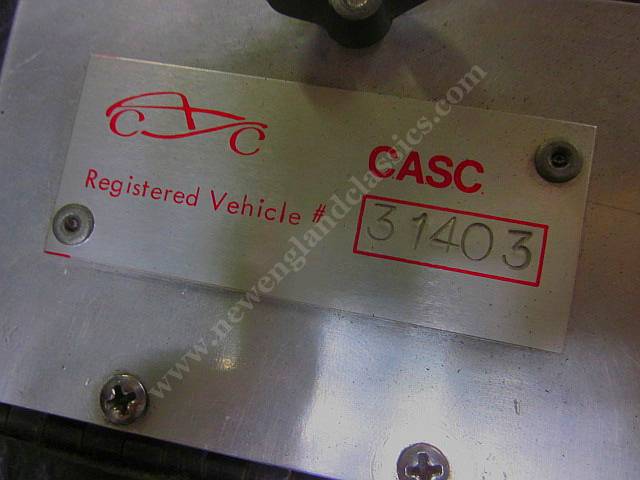 CASC
Registered Vehicle # 31403
www.newenglandclassics.com